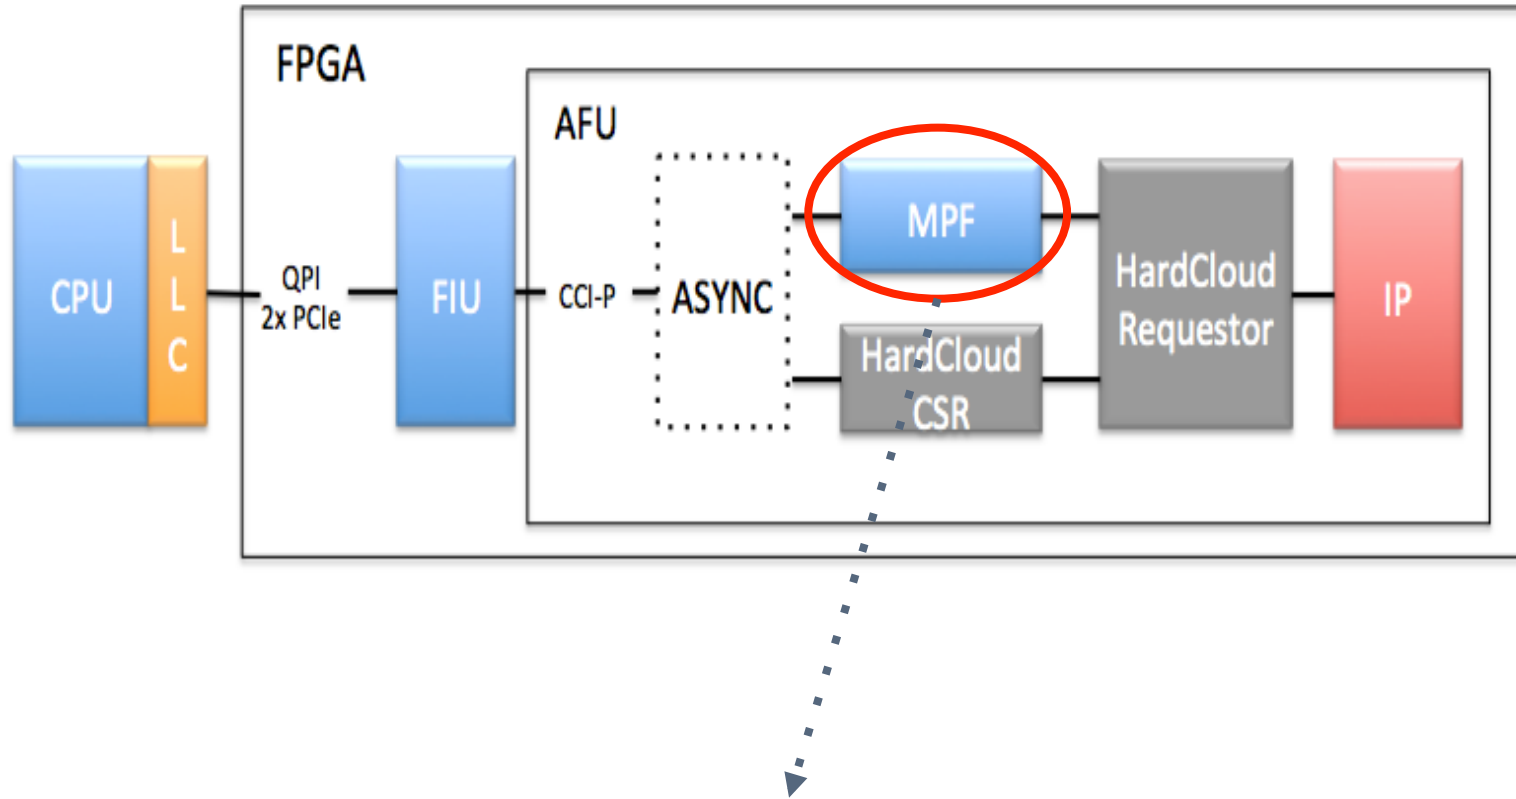 FPGA
AFU
CPU
L
L
C
QPI
2x PCIe
FIU
CCI-P
ASYNC
MPF
HardCloud
CSR
HardCloud
Requestor
IP